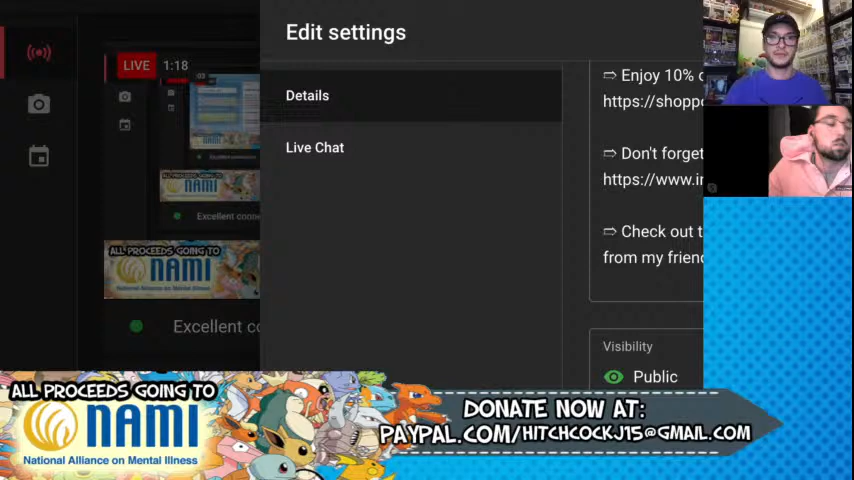 Edit settings
LIVE 1:18
Details
Live Chat
➱ Enjoy 10%
https://shopp
➱ Don't forget
https://www.i
➱ Check out t
from my frien
ALL PROCEEDS GOING TO
NAMI
National Alliance on Mental Illness
Excellent conne
Excellent co
Visibility
Public
ALL PROCEEDS GOING TO
NAMI
National Alliance on Mental Illness
DONATE NOW AT:
PAYPAL.COM/HITCHCOCKJ15@GMAIL.COM